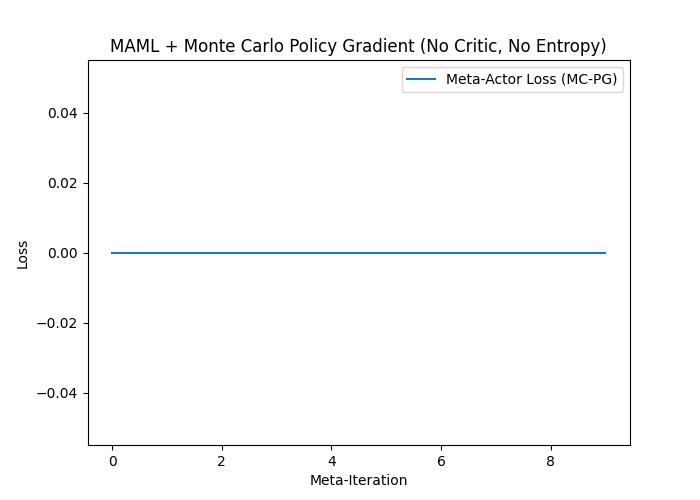 MAML + Monte Carlo Policy Gradient (No Critic, No Entropy)
Meta-Actor Loss (MC-PG)
0.04
0.02
0.00
−0.02
−0.04
Loss
0 2 4 6 8
Meta-Iteration